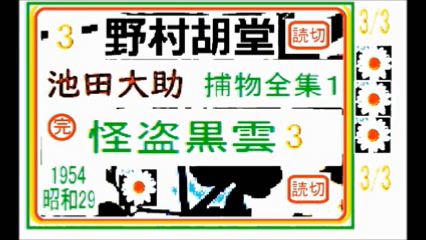 3 野村胡堂 読切
池田大助 捕物全集1
完 怪盗黒雲 3
1954
昭和29
読切
3/3
3/3